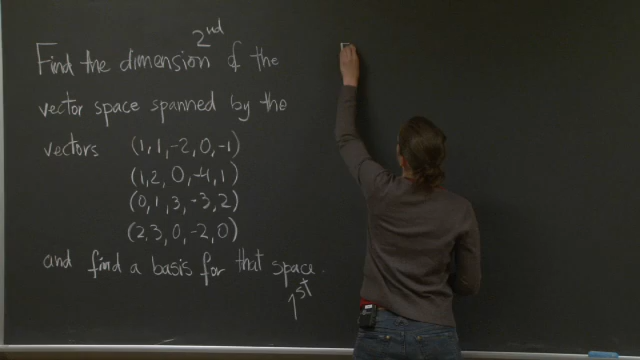 2nd
Find the dimension of the
vector space spanned by the
vectors (1, 1, -2, 0, -1)
(1, 2, 0, -4, 1)
(0, 1, 3, -3, 2)
(2, 3, 0, -2, 0)
and find a basis for that space.
1st